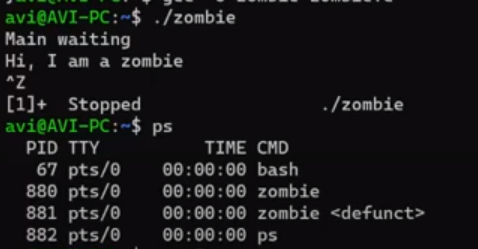 avi@AVI-PC:~$ ./zombie
Main waiting
Hi, I am a zombie
^Z
[1]+  Stopped                 ./zombie
avi@AVI-PC:~$ ps
  PID TTY          TIME CMD
   67 pts/0    00:00:00 bash
  880 pts/0    00:00:00 zombie
  881 pts/0    00:00:00 zombie <defunct>
  882 pts/0    00:00:00 ps